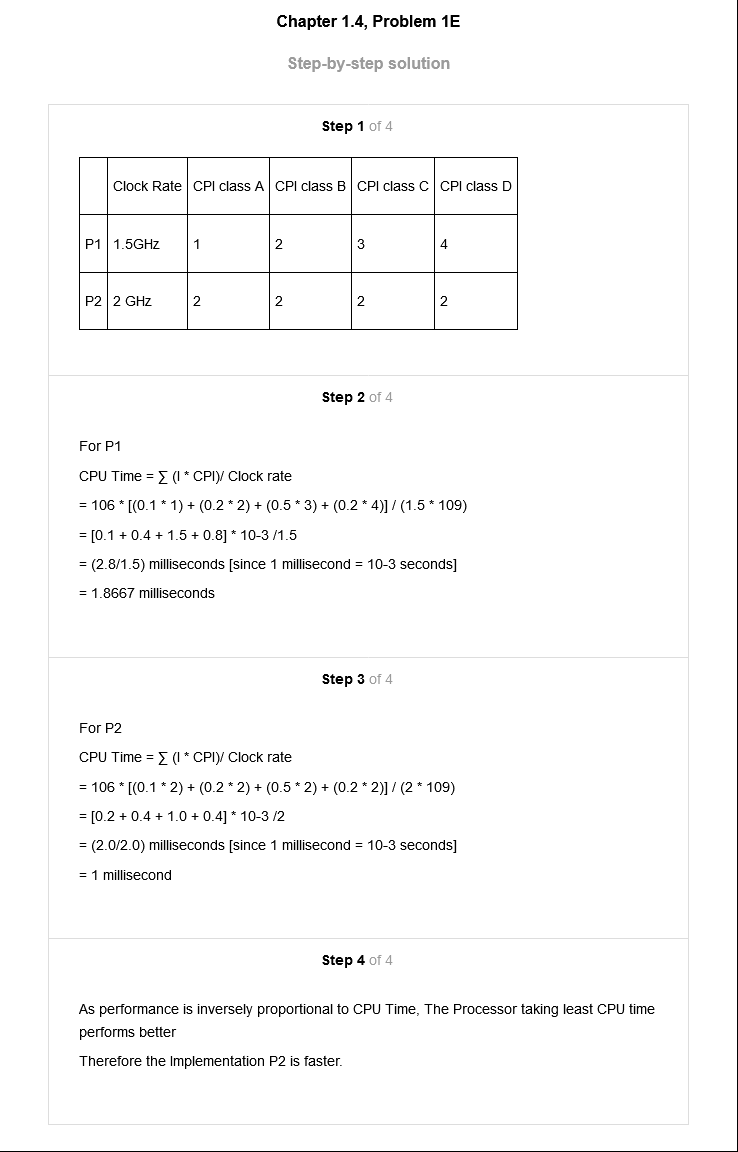 Chapter 1.4, Problem 1E
Step-by-step solution
Step 1 of 4
Clock Rate CPI class A CPI class B CPI class C CPI class D
P1 1.5GHz 1 2 3 4
P2 2 GHz 2 2 2 2
Step 2 of 4
For P1
CPU Time = ∑ (I * CPI)/ Clock rate
= 106 * [(0.1 * 1) + (0.2 * 2) + (0.5 * 3) + (0.2 * 4)] / (1.5 * 109)
= [0.1 + 0.4 + 1.5 + 0.8] * 10-3 /1.5
= (2.8/1.5) milliseconds [since 1 millisecond = 10-3 seconds]
= 1.8667 milliseconds
Step 3 of 4
For P2
CPU Time = ∑ (I * CPI)/ Clock rate
= 106 * [(0.1 * 2) + (0.2 * 2) + (0.5 * 2) + (0.2 * 2)] / (2 * 109)
= [0.2 + 0.4 + 1.0 + 0.4] * 10-3 /2
= (2.0/2.0) milliseconds [since 1 millisecond = 10-3 seconds]
= 1 millisecond
Step 4 of 4
As performance is inversely proportional to CPU Time, The Processor taking least CPU time
performs better
Therefore the Implementation P2 is faster.